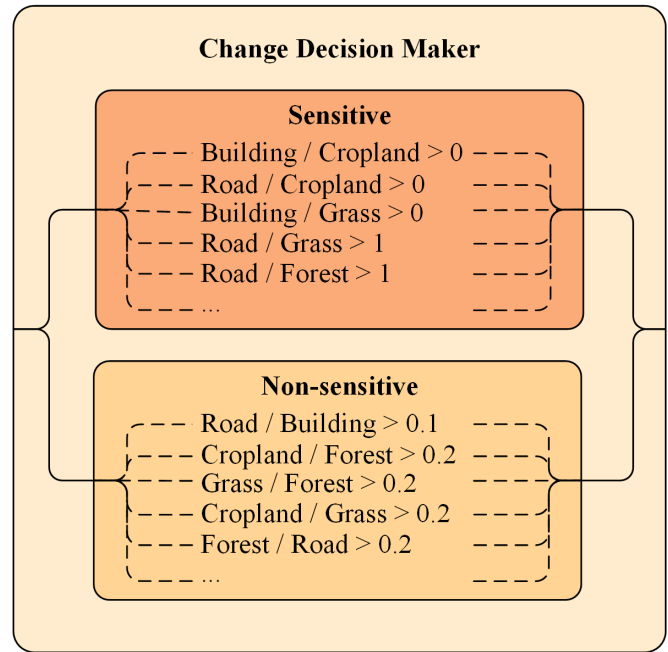 Change Decision Maker
Sensitive
Building / Cropland > 0
Road / Cropland > 0
Building / Grass > 0
Road / Grass > 1
Road / Forest > 1
...
Non-sensitive
Road / Building > 0.1
Cropland / Forest > 0.2
Grass / Forest > 0.2
Cropland / Grass > 0.2
Forest / Road > 0.2
...